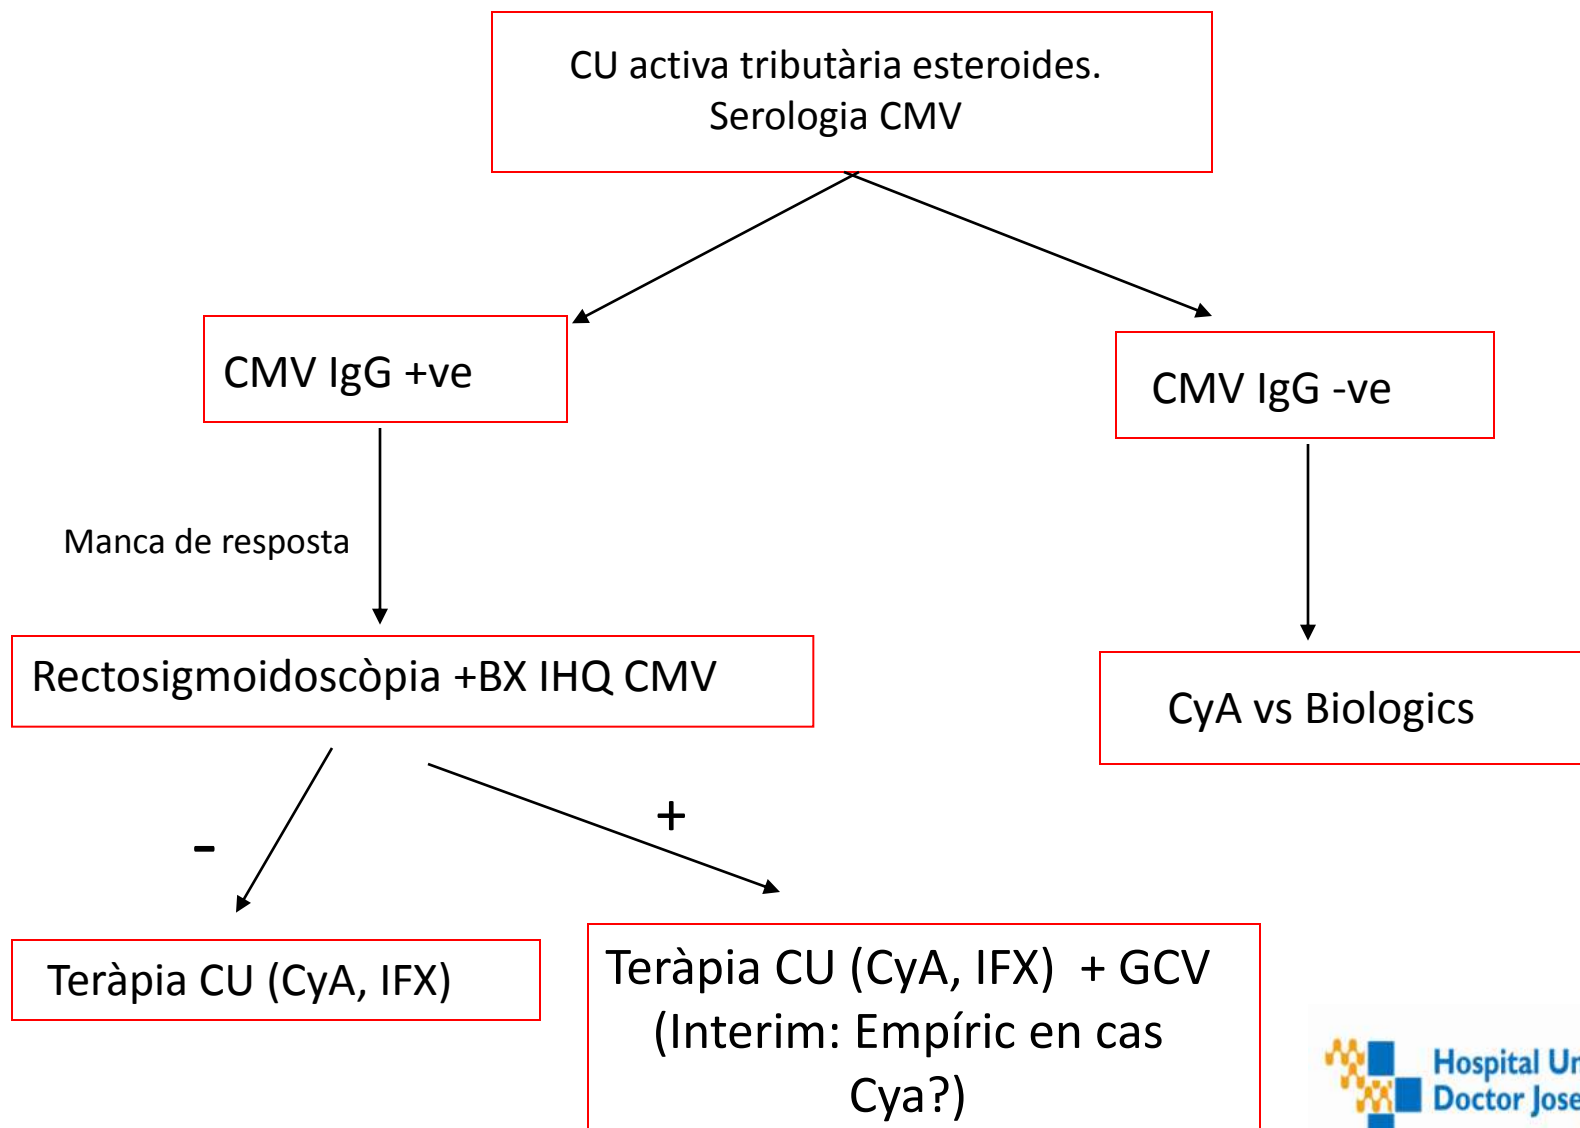 CU activa tributària esteroides.
Serologia CMV
CMV IgG +ve
CMV IgG -ve
Manca de resposta
Rectosigmoidoscòpia +BX IHQ CMV
CyA vs Biologics
-
+
Teràpia CU (CyA, IFX)
Teràpia CU (CyA, IFX) + GCV
(Interim: Empíric en cas
Cya?)
Hospital Un
Doctor Jose